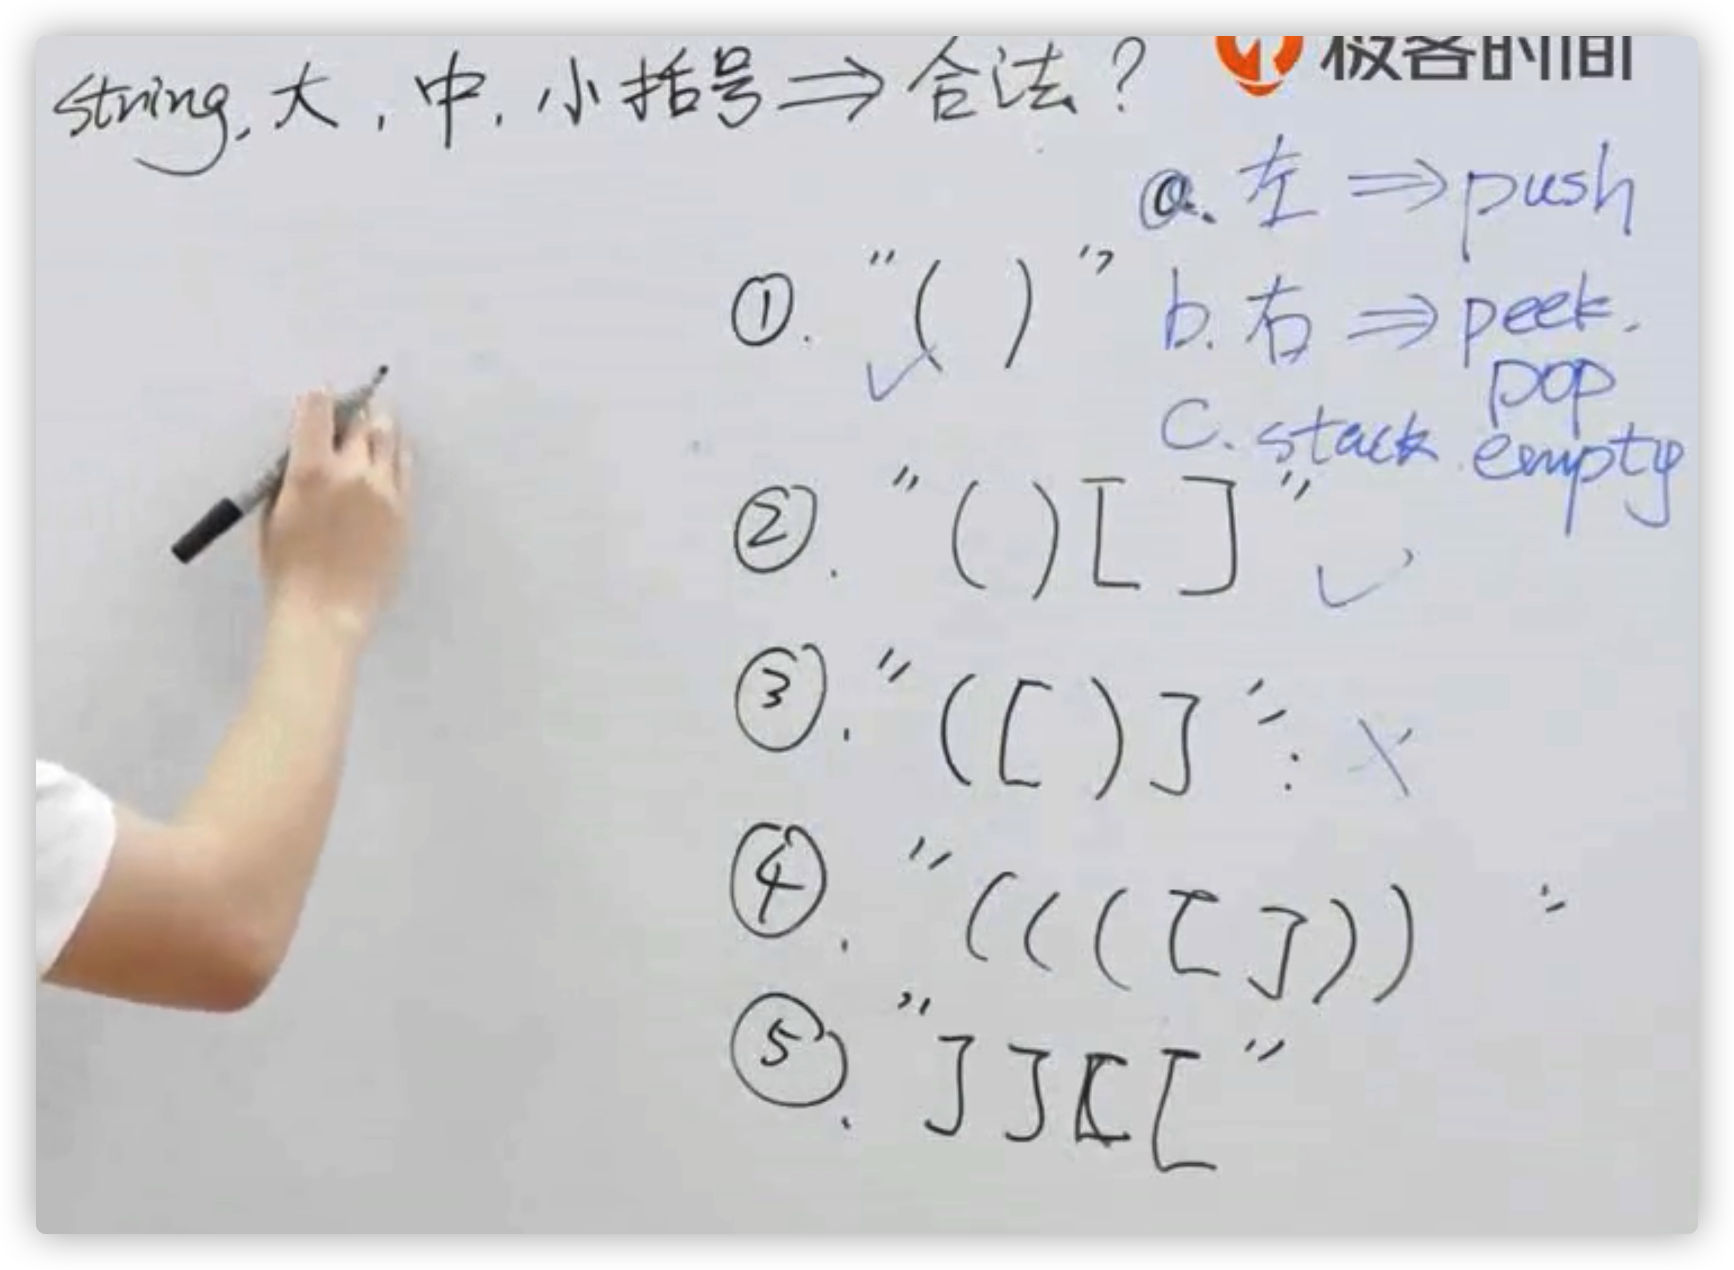 极客时间
string, 大, 中, 小括号 ⇒ 合法?
a. 左 ⇒ push
b. 右 ⇒ peek.
pop
c. stack empty
①. "( )" ✓
②. "( ) [ ]" ✓
③. "( [ ) ]": ×
④. "( ( ( [ ] ) ) "
⑤. "] ] [ ["